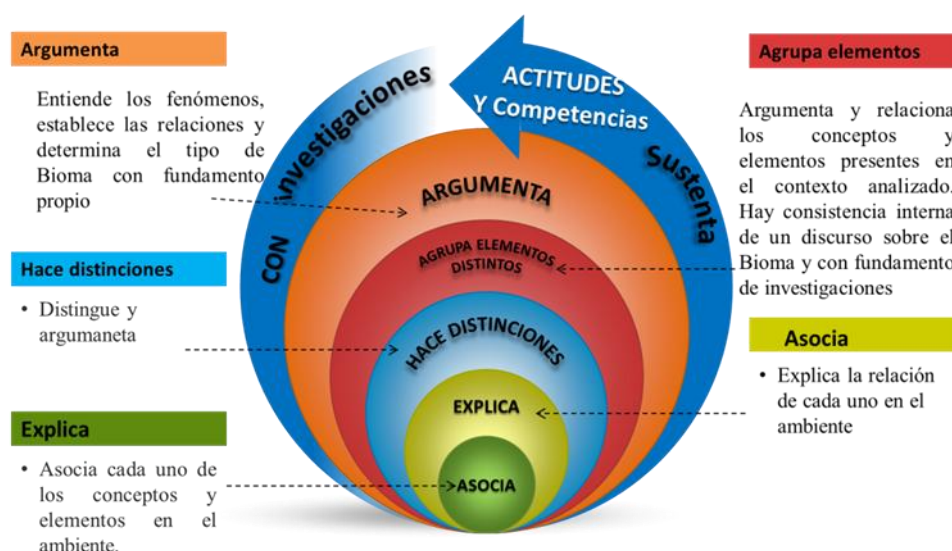 Argumenta
Entiende los fenómenos,
establece las relaciones y
determina el tipo de
Bioma con fundamento
propio
Hace distinciones
• Distingue y
argumaneta
Explica
• Asocia cada uno de
los conceptos y
elementos en el
ambiente.
ACTITUDES
Y Competencias
Sustenta
CON
investigaciones
ARGUMENTA
AGRUPA ELEMENTOS
DISTINTOS
HACE DISTINCIONES
EXPLICA
ASOCIA
Agrupa elementos
Argumenta y relaciona
los conceptos y
elementos presentes en
el contexto analizado.
Hay consistencia interna
de un discurso sobre el
Bioma y con fundamento
de investigaciones
Asocia
• Explica la relación
de cada uno en el
ambiente